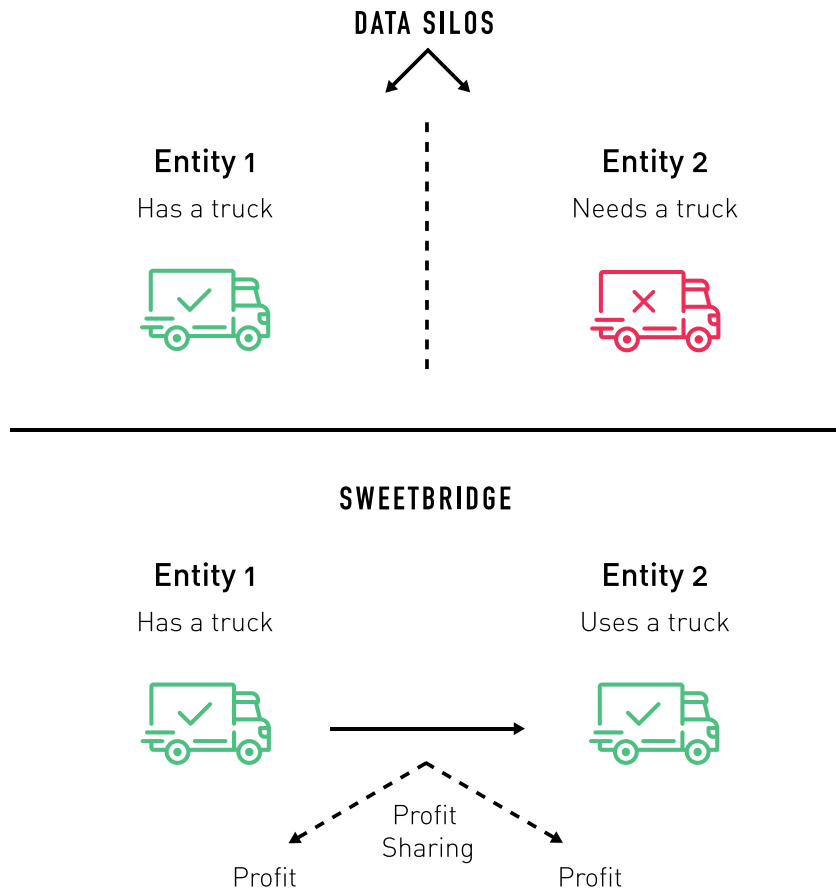 DATA SILOS
Entity 1
Entity 2
Has a truck
Needs a truck
SWEETBRIDGE
Entity 1
Entity 2
Has a truck
Uses a truck
Profit
Sharing
Profit
Profit